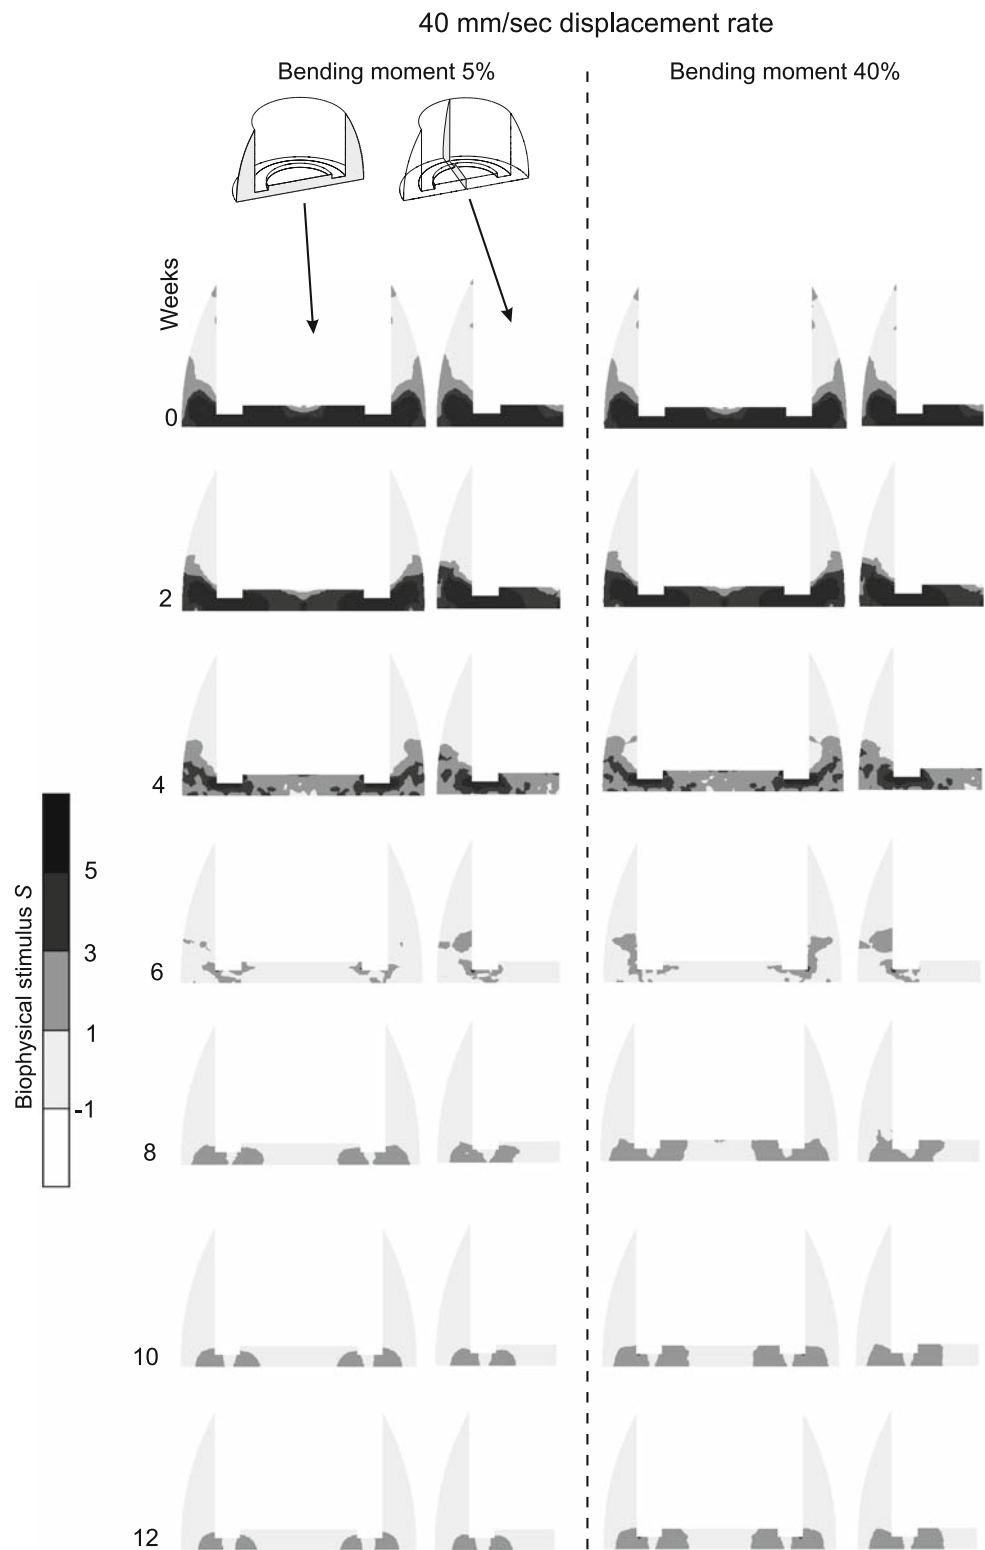 40 mm/sec displacement rate
Bending moment 5%
Bending moment 40%
Weeks
0
2
4
6
8
10
12
Biophysical stimulus S
5
3
1
-1